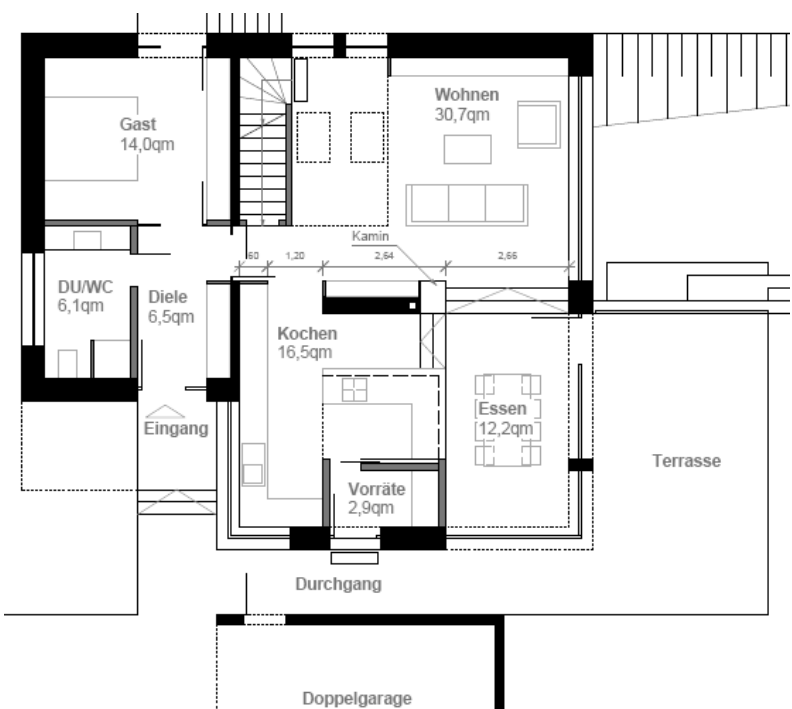 Wohnen
30,7qm
Gast
14,0qm
Kamin
,60 1,20 2,64 2,66
DU/WC
6,1qm
Diele
6,5qm
Kochen
16,5qm
Essen
12,2qm
Eingang
Terrasse
Vorräte
2,9qm
Durchgang
Doppelgarage